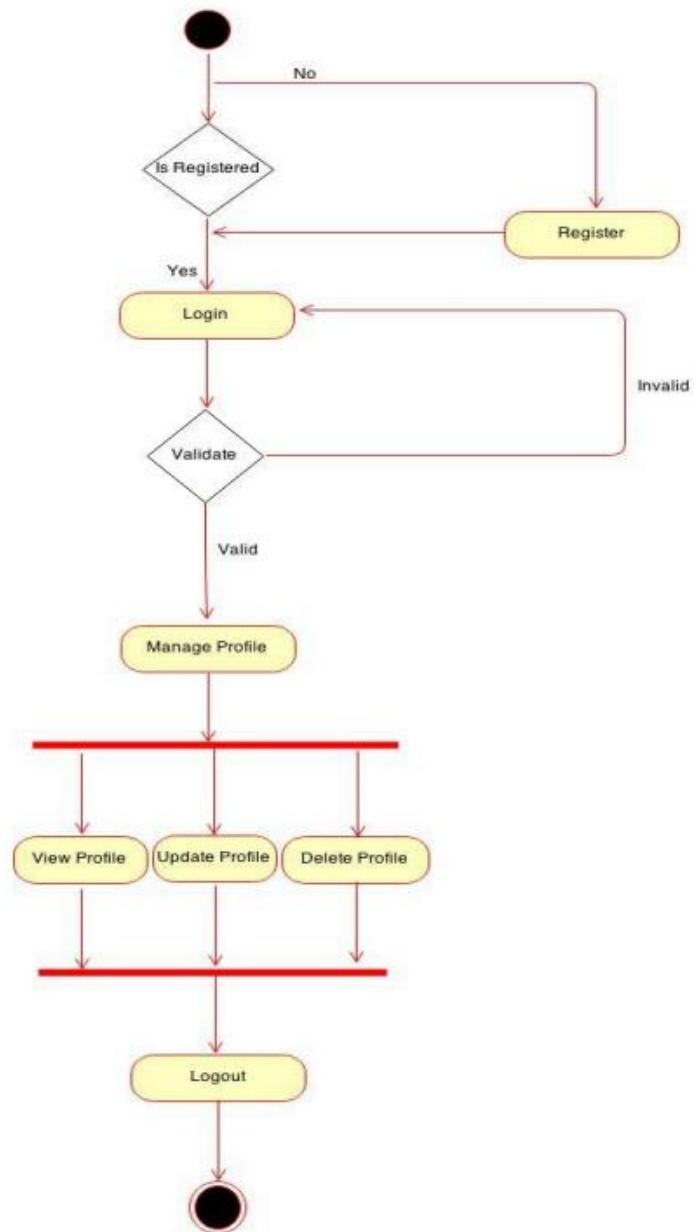 No
Is Registered
Register
Yes
Login
Invalid
Validate
Valid
Manage Profile
View Profile
Update Profile
Delete Profile
Logout